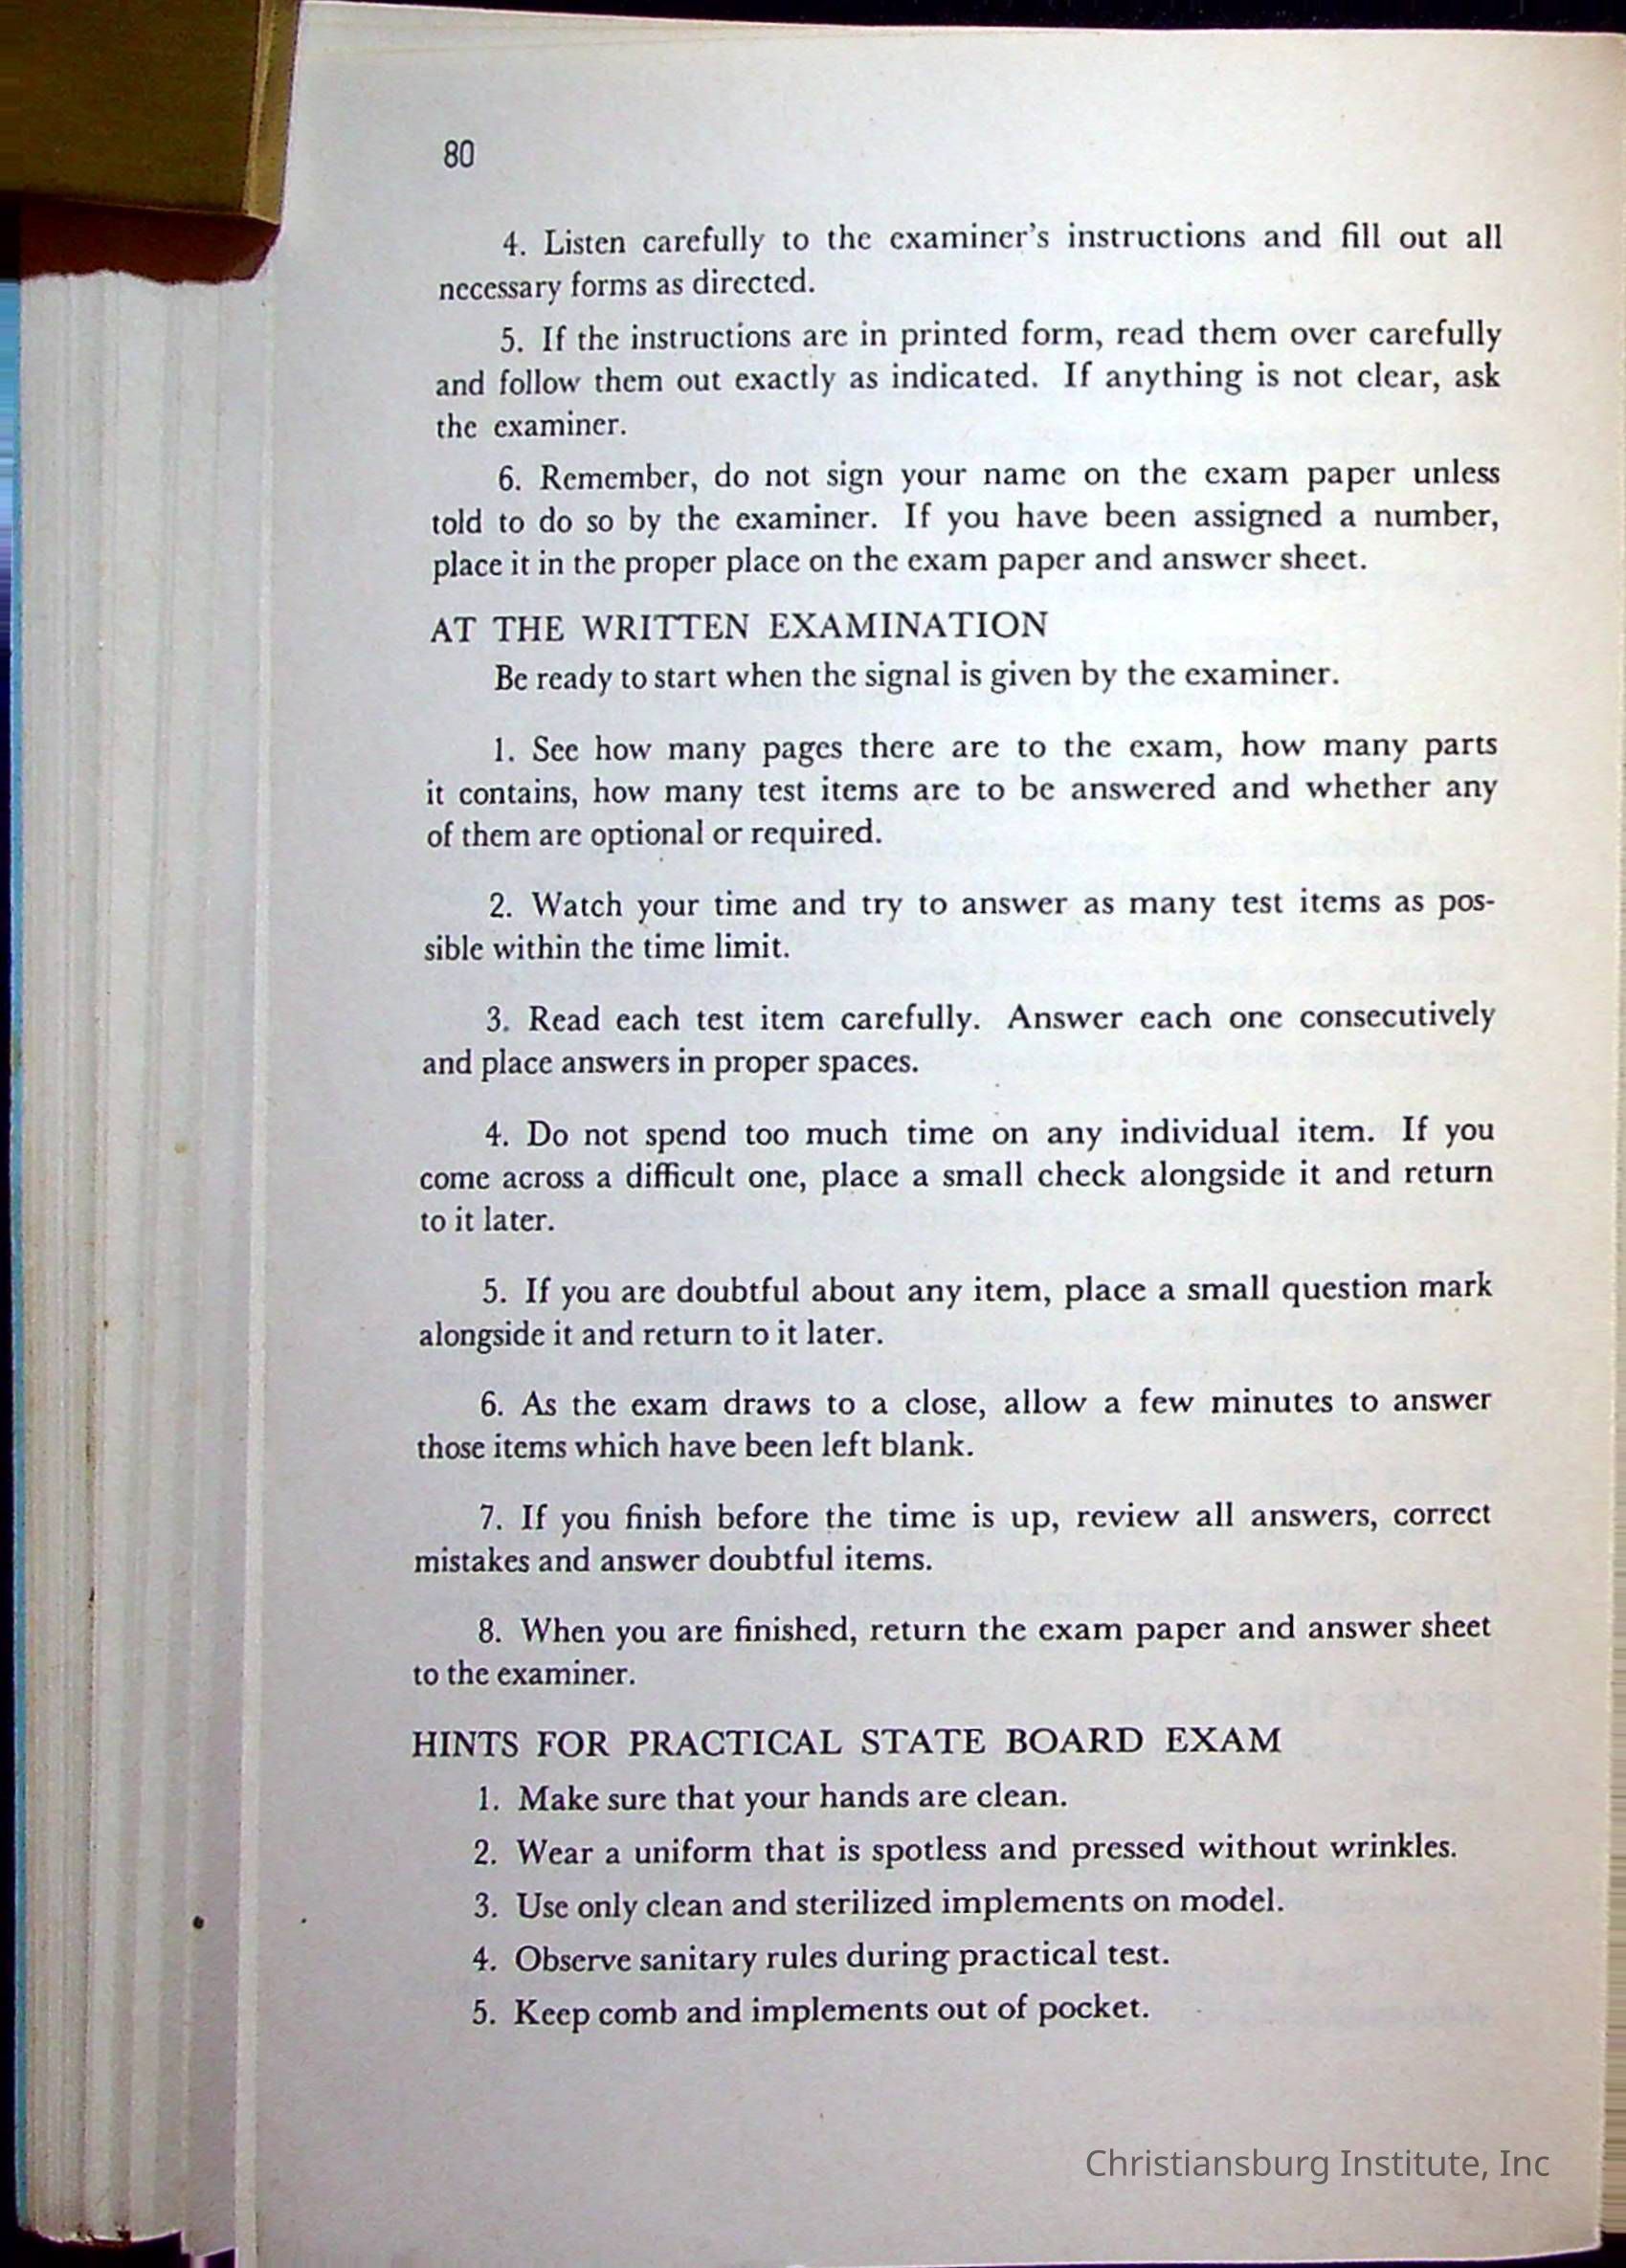 80
4. Listen carefully to the examiner's instructions and fill out all
necessary forms as directed.
5. If the instructions are in printed form, read them over carefully
and follow them out exactly as indicated. If anything is not clear, ask
the examiner.
6. Remember, do not sign your name on the exam paper unless
told to do so by the examiner. If you have been assigned a number,
place it in the proper place on the exam paper and answer sheet.
AT THE WRITTEN EXAMINATION
Be ready to start when the signal is given by the examiner.
1. See how many pages there are to the exam, how many parts
it contains, how many test items are to be answered and whether any
of them are optional or required.
2. Watch your time and try to answer as many test items as pos-
sible within the time limit.
3. Read each test item carefully. Answer each one consecutively
and place answers in proper spaces.
4. Do not spend too much time on any individual item. If you
come across a difficult one, place a small check alongside it and return
to it later.
5. If you are doubtful about any item, place a small question mark
alongside it and return to it later.
6. As the exam draws to a close, allow a few minutes to answer
those items which have been left blank.
7. If you finish before the time is up, review all answers, correct
mistakes and answer doubtful items.
8. When you are finished, return the exam paper and answer sheet
to the examiner.
HINTS FOR PRACTICAL STATE BOARD EXAM
1. Make sure that your hands are clean.
2. Wear a uniform that is spotless and pressed without wrinkles.
3. Use only clean and sterilized implements on model.
4. Observe sanitary rules during practical test.
5. Keep comb and implements out of pocket.
Christiansburg Institute, Inc